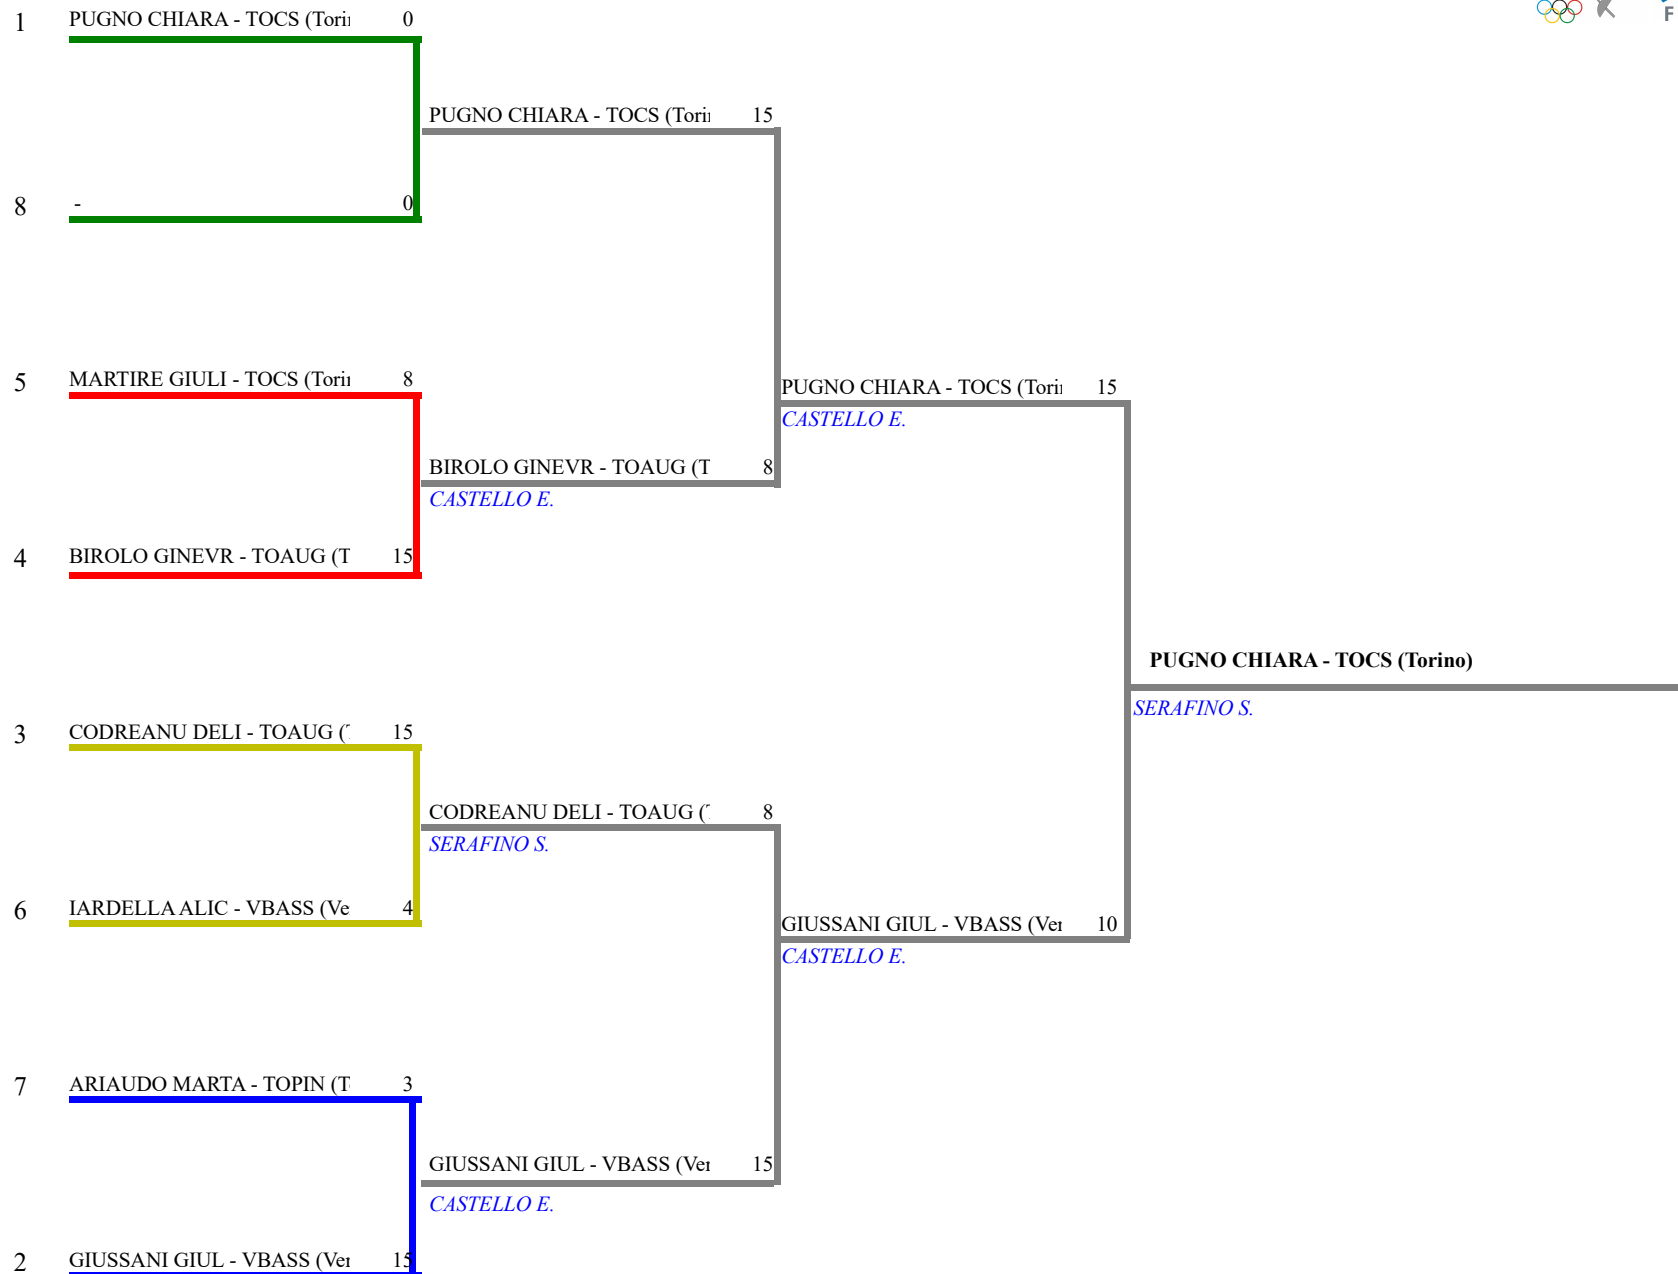 1 PUGNO CHIARA - TOCS (Tori 0
F
PUGNO CHIARA - TOCS (Tori 15
8 - 0
5 MARTIRE GIULI - TOCS (Tori 8
PUGNO CHIARA - TOCS (Tori 15
CASTELLO E.
BIROLO GINEVR - TOAUG (T 8
CASTELLO E.
4 BIROLO GINEVR - TOAUG (T 15
PUGNO CHIARA - TOCS (Torino)
SERAFINO S.
3 CODREANU DELI - TOAUG ( 15
CODREANU DELI - TOAUG ( 8
SERAFINO S.
6 IARDELLA ALIC - VBASS (Ve 4
GIUSSANI GIUL - VBASS (Ver 10
CASTELLO E.
7 ARIAUDO MARTA - TOPIN (T 3
GIUSSANI GIUL - VBASS (Ver 15
CASTELLO E.
2 GIUSSANI GIUL - VBASS (Ver 15